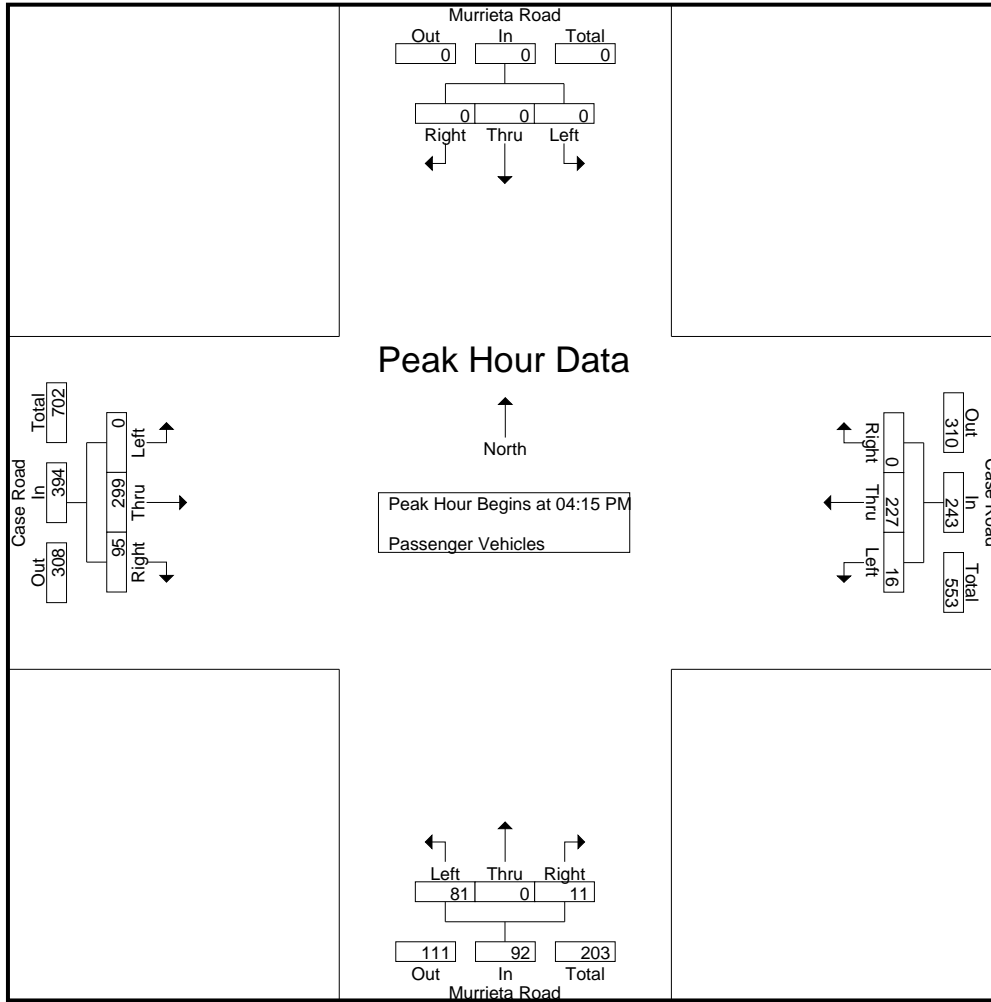 Murrieta Road
Out In Total
0 0 0
0 0 0
Right Thru Left
Peak Hour Data
North
Peak Hour Begins at 04:15 PM
Passenger Vehicles
Case Road
Total In Out
702 394 308
0 299 95
Left Thru Right
Case Road
Out In Total
310 243 553
0 227 16
Right Thru Left
Left Thru Right
81 0 11
111 92 203
Out In Total
Murrieta Road